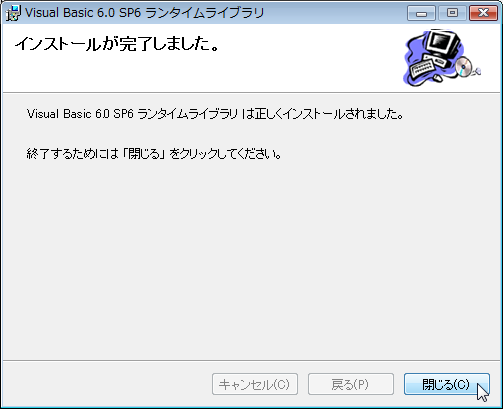 Visual Basic 6.0 SP6 ランタイムライブラリ
インストールが完了しました。
Visual Basic 6.0 SP6 ランタイムライブラリ は正しくインストールされました。
終了するためには 「閉じる」 をクリックしてください。
キャンセル(C) 戻る(P) 閉じる(C)